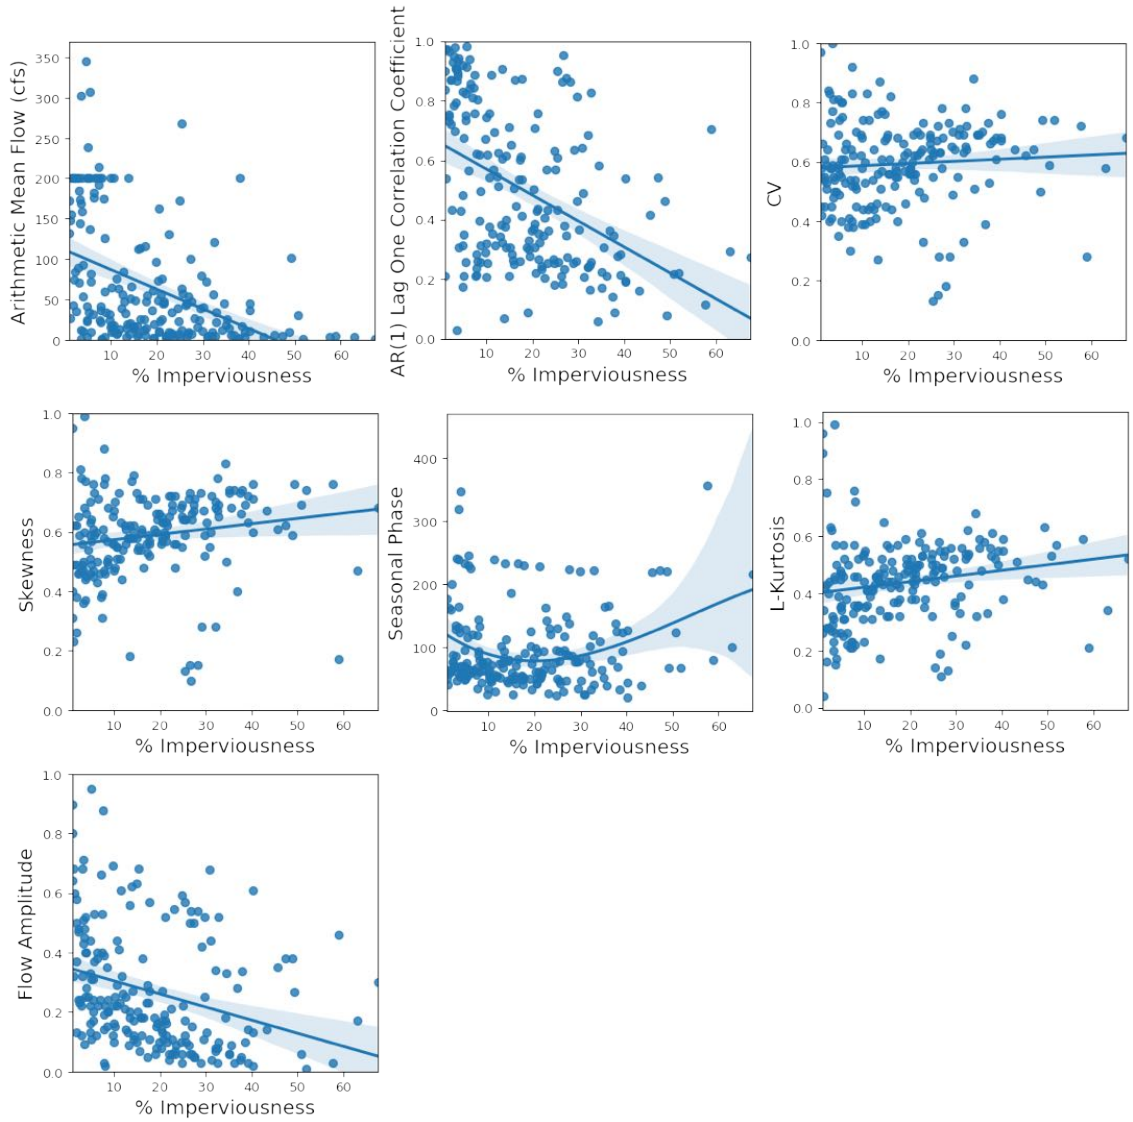 Arithmetic Mean Flow (cfs)
350
300
250
200
150
100
50
0
10 20 30 40 50 60
% Imperviousness
AR(1) Lag One Correlation Coefficient
1.0
0.8
0.6
0.4
0.2
0.0
10 20 30 40 50 60
% Imperviousness
CV
1.0
0.8
0.6
0.4
0.2
0.0
10 20 30 40 50 60
% Imperviousness
Skewness
1.0
0.8
0.6
0.4
0.2
0.0
10 20 30 40 50 60
% Imperviousness
Seasonal Phase
400
300
200
100
0
10 20 30 40 50 60
% Imperviousness
L-Kurtosis
1.0
0.8
0.6
0.4
0.2
0.0
10 20 30 40 50 60
% Imperviousness
Flow Amplitude
1.0
0.8
0.6
0.4
0.2
0.0
10 20 30 40 50 60
% Imperviousness